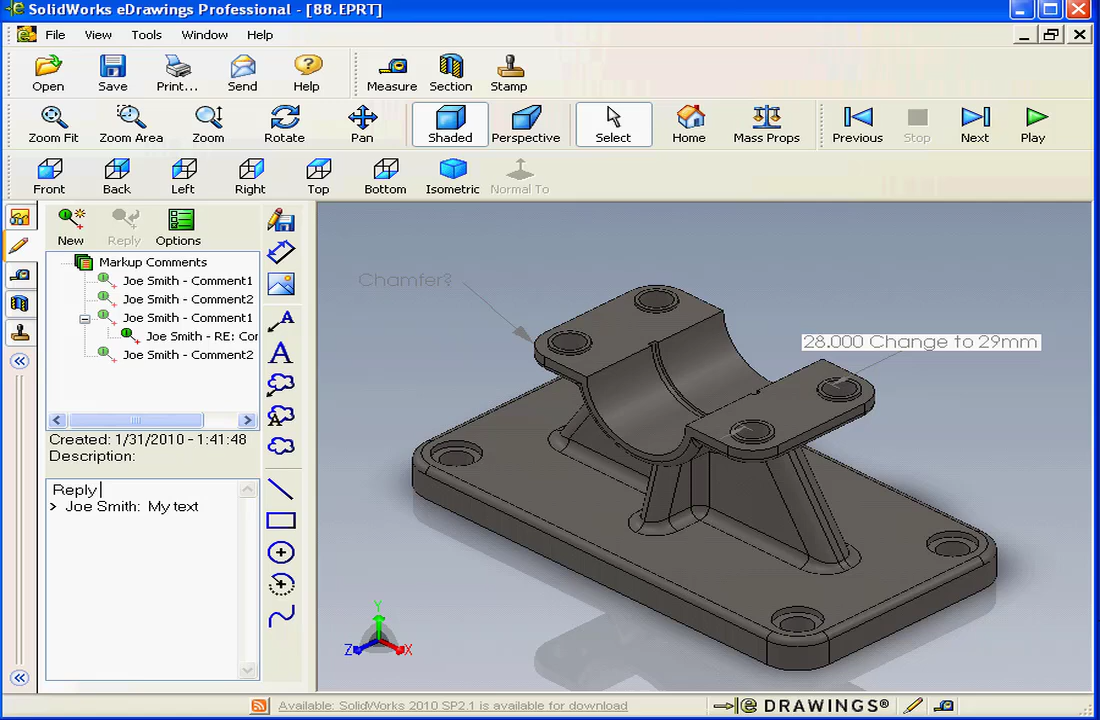 SolidWorks eDrawings Professional - [88.EPRT]
File View Tools Window Help
Open Save Print... Send Help Measure Section Stamp
Zoom Fit Zoom Area Zoom Rotate Pan Shaded Perspective Select Home Mass Props Previous Stop Next Play
Front Back Left Right Top Bottom Isometric Normal To
New Reply Options
Markup Comments
Joe Smith - Comment1
Joe Smith - Comment2
Joe Smith - Comment1
Joe Smith - RE: Cor
Joe Smith - Comment2
Created: 1/31/2010 - 1:41:48
Description:
Reply
> Joe Smith: My text
Chamfer?
28.000 Change to 29mm
Y
Z
X
Available: SolidWorks 2010 SP2.1 is available for download
e DRAWINGS®